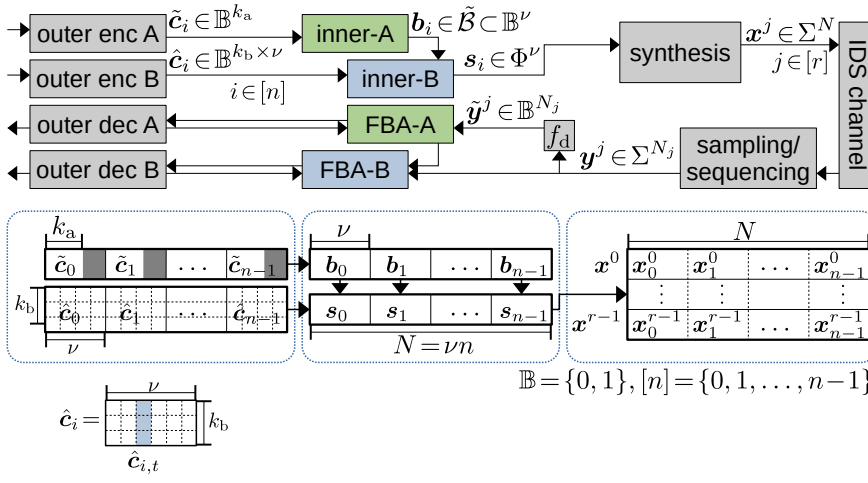 outer enc A
c̃_i ∈ 𝔹^{k_a}
inner-A
b_i ∈ 𝓑̃ ⊂ 𝔹^ν
outer enc B
ĉ_i ∈ 𝔹^{k_b×ν}
i ∈ [n]
inner-B
s_i ∈ Φ^ν
synthesis
x^j ∈ Σ^N
j ∈ [r]
IDS channel
outer dec A
FBA-A
ỹ^j ∈ 𝔹^{N_j}
f_d
outer dec B
FBA-B
y^j ∈ Σ^{N_j}
sampling/
sequencing
k_a
c̃_0 c̃_1 ... c̃_{n-1}
k_b
ĉ_0 ĉ_1 ĉ_{n-1}
ν
ν
b_0 b_1 ... b_{n-1}
s_0 s_1 ... s_{n-1}
N = νn
N
x^0 x_0^0 x_1^0 ... x_{n-1}^0
⋮ ⋮ ⋮
x^{r-1} x_0^{r-1} x_1^{r-1} ... x_{n-1}^{r-1}
𝔹 = {0, 1}, [n] = {0, 1, . . . , n−1}
ν
ĉ_i =
k_b
ĉ_{i,t}